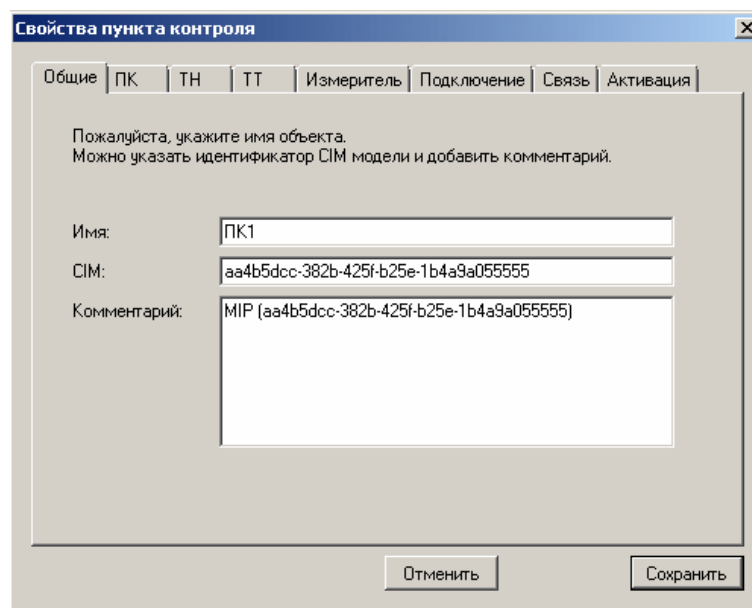 Свойства пункта контроля
Общие ПК ТН ТТ Измеритель Подключение Связь Активация
Пожалуйста, укажите имя объекта.
Можно указать идентификатор CIM модели и добавить комментарий.
Имя: ПК1
CIM: aa4b5dcc-382b-425f-b25e-1b4a9a055555
Комментарий: MIP (aa4b5dcc-382b-425f-b25e-1b4a9a055555)
Отменить Сохранить